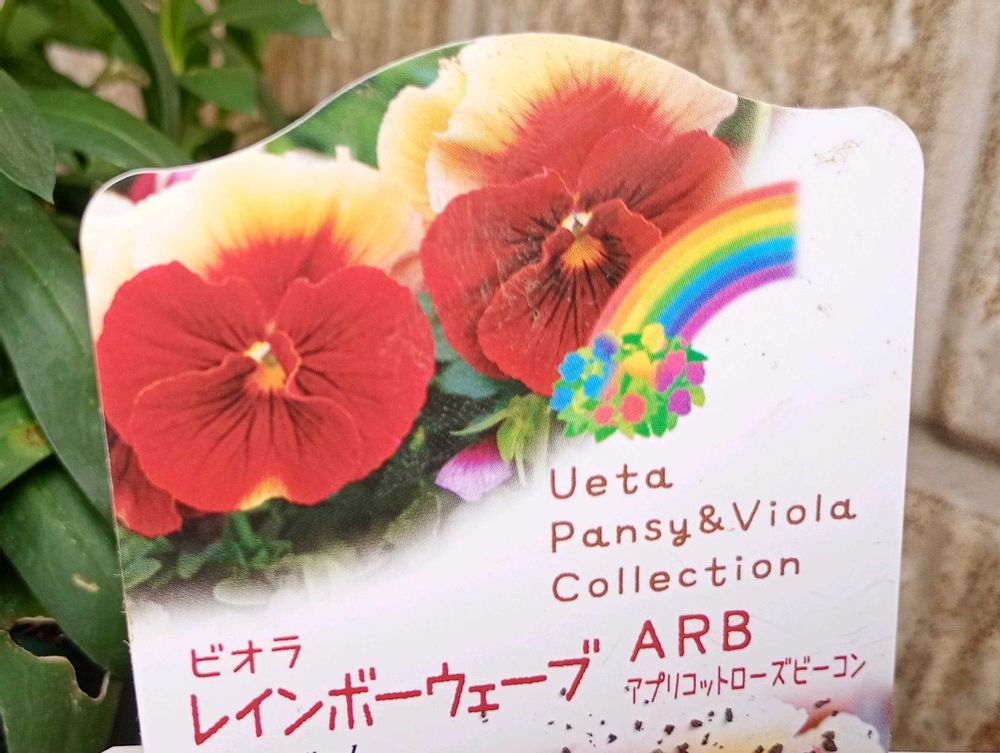 Ueta
Pansy&Viola
Collection
ビオラ
レインボーウェーブ ARB
アプリコットローズビーコン